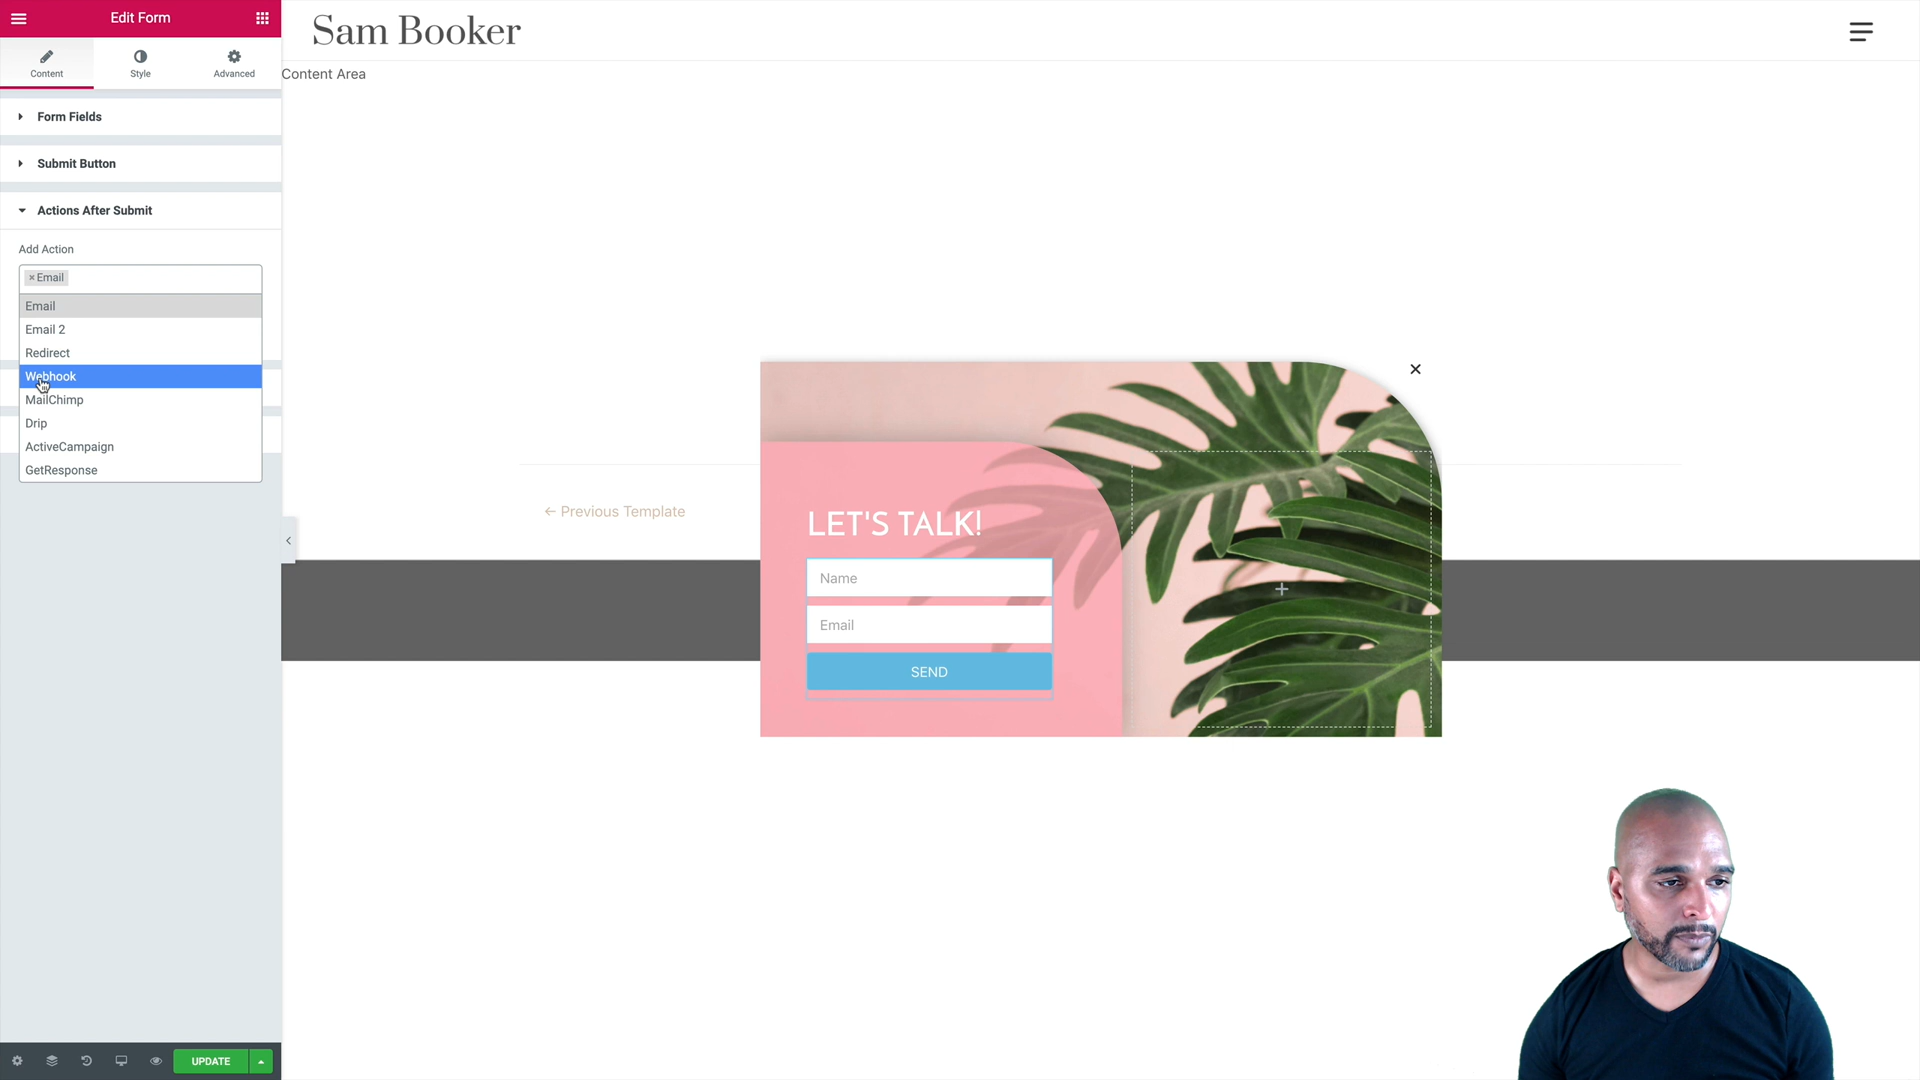 Edit Form
Content
Style
Advanced
Form Fields
Submit Button
Actions After Submit
Add Action
×Email
Email
Email 2
Redirect
Webhook
MailChimp
Drip
ActiveCampaign
GetResponse
UPDATE
Sam Booker
Content Area
← Previous Template
LET'S TALK!
Name
Email
SEND